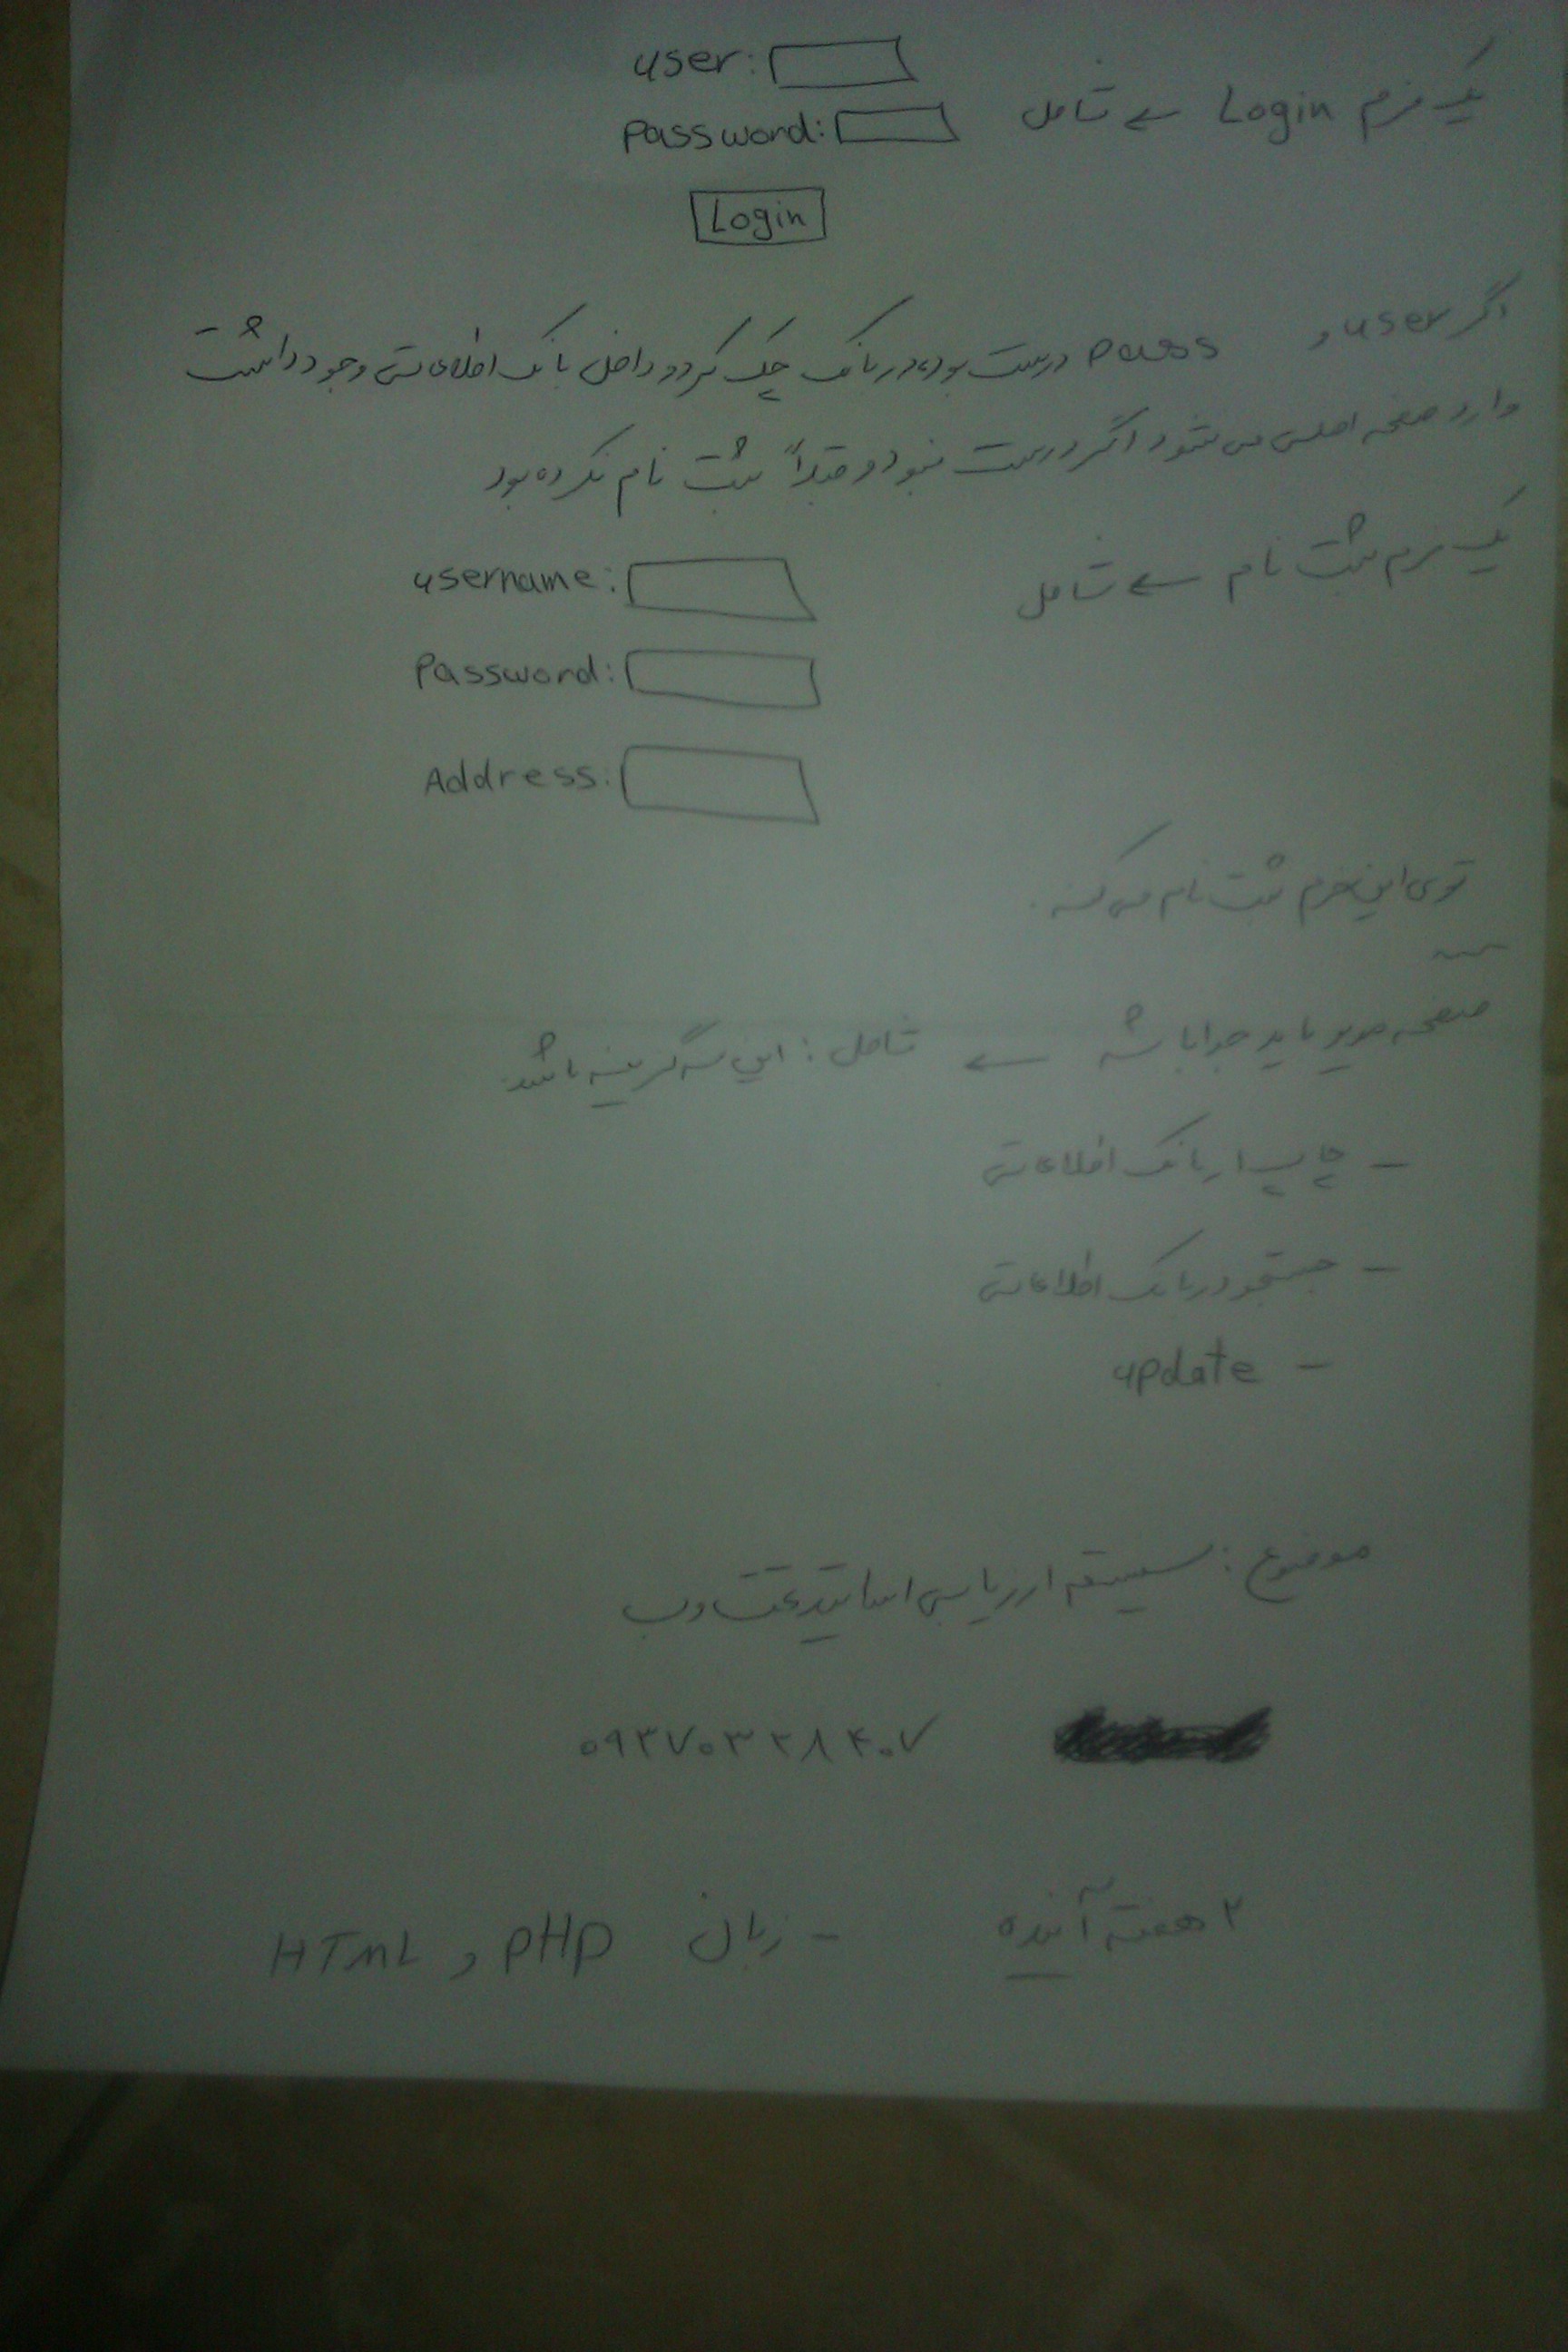 یک فرم Login ← شامل user:
password:
Login
اگر user و pass درست بود، در بانک چک کرد و داخل بانک اطلاعاتی وجود داشت
وارد صفحه اصلی می شود اگر درست نبود و قبلاً ثبت نام نکرده بود
یک فرم ثبت نام ← شامل username:
Password:
Address:
توی این فرم ثبت نام می کنه.
صفحه مدیر باید جدا باشه ← شامل: این سه گزینه باشد
- چاپ از بانک اطلاعاتی
- جستجو در بانک اطلاعاتی
- update
موضوع: سیستم ارزیابی اساتید تحت وب
۰۹۳۷۰۳۲۸۴۰۷
۲ هفته آینده - زبان PHP و HTML